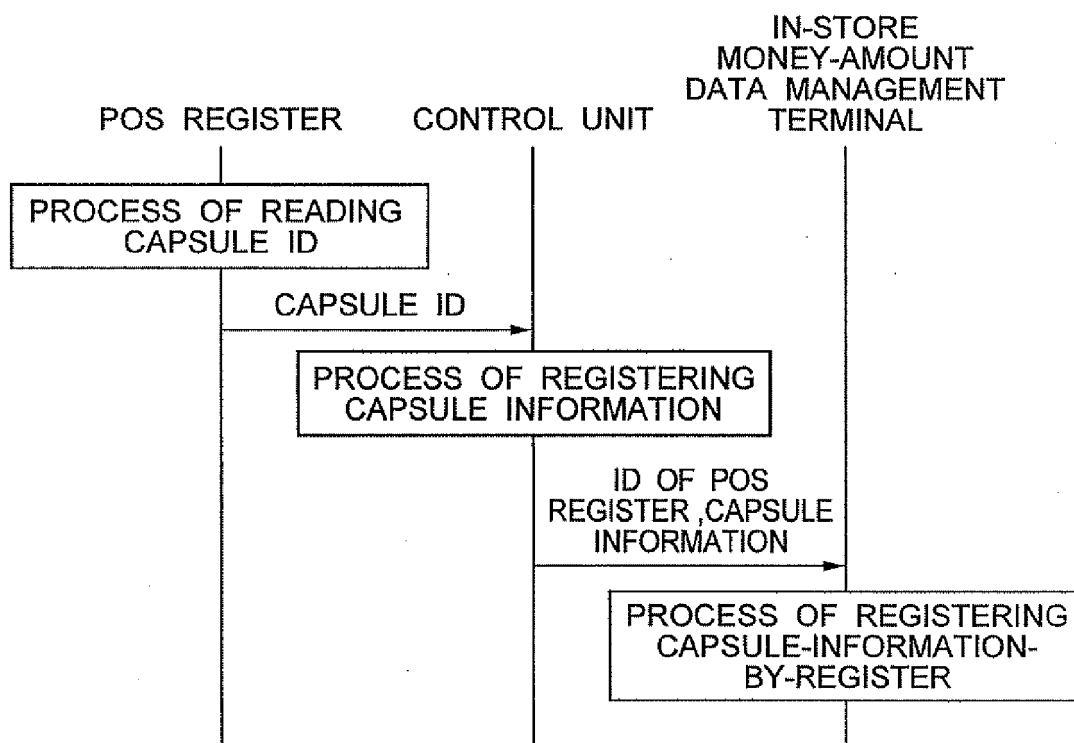 IN-STORE
MONEY-AMOUNT
DATA MANAGEMENT
TERMINAL
POS REGISTER
CONTROL UNIT
PROCESS OF READING
CAPSULE ID
CAPSULE ID
PROCESS OF REGISTERING
CAPSULE INFORMATION
ID OF POS
REGISTER ,CAPSULE
INFORMATION
PROCESS OF REGISTERING
CAPSULE-INFORMATION-
BY-REGISTER